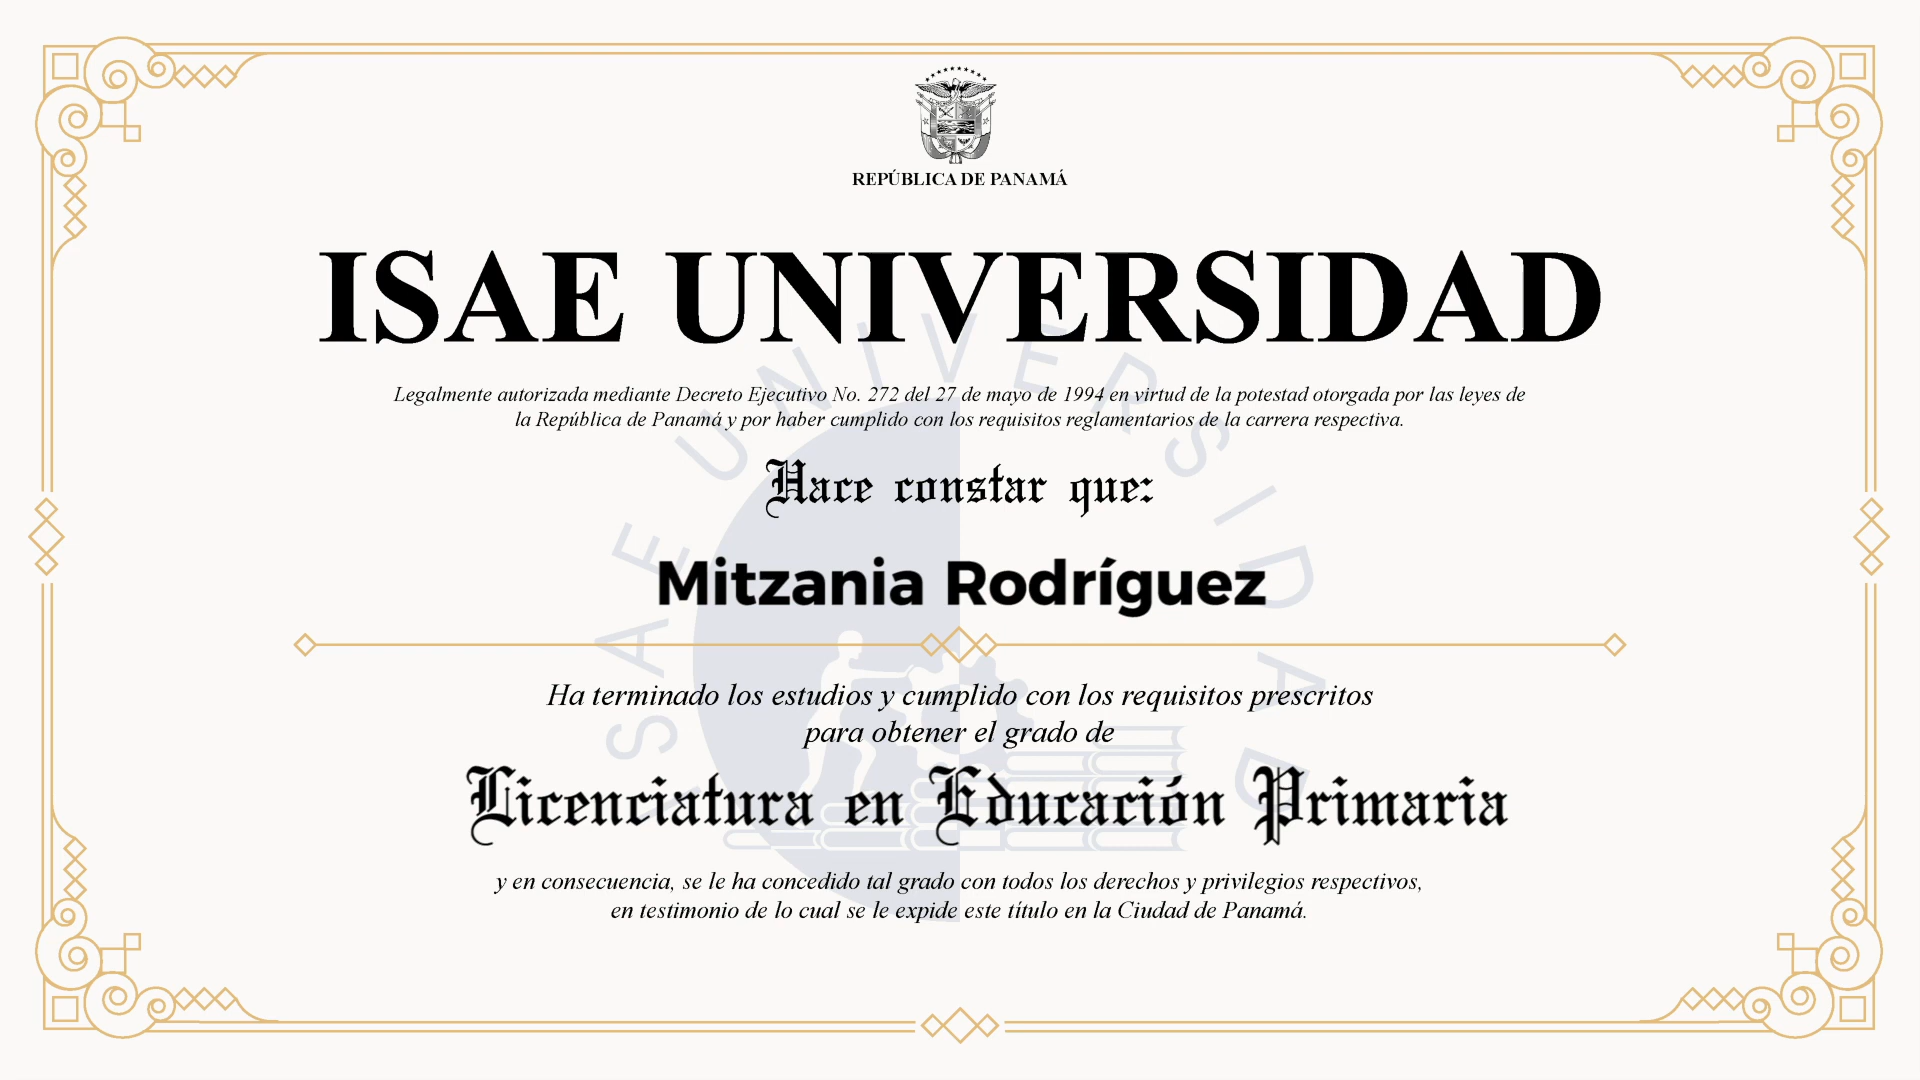 REPÚBLICA DE PANAMÁ
ISAE UNIVERSIDAD
ISAE UNIVERSIDAD
Legalmente autorizada mediante Decreto Ejecutivo No. 272 del 27 de mayo de 1994 en virtud de la potestad otorgada por las leyes de
la República de Panamá y por haber cumplido con los requisitos reglamentarios de la carrera respectiva.
Hace constar que:
Mitzania Rodríguez
Ha terminado los estudios y cumplido con los requisitos prescritos
para obtener el grado de
Licenciatura en Educación Primaria
y en consecuencia, se le ha concedido tal grado con todos los derechos y privilegios respectivos,
en testimonio de lo cual se le expide este título en la Ciudad de Panamá.